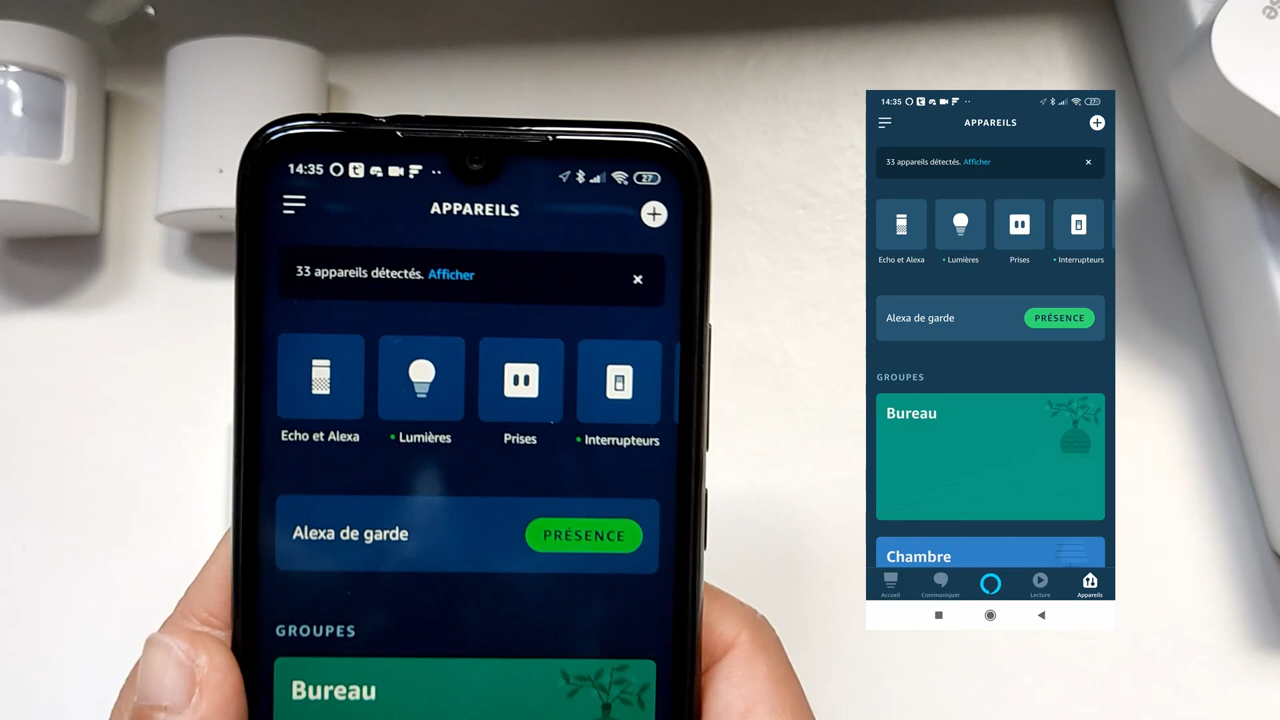 14:35
27
APPAREILS
33 appareils détectés. Afficher
Echo et Alexa
Lumières
Prises
Interrupteurs
Alexa de garde
PRÉSENCE
GROUPES
Bureau
14:35
27
APPAREILS
33 appareils détectés. Afficher
Echo et Alexa
Lumières
Prises
Interrupteurs
Alexa de garde
PRÉSENCE
GROUPES
Bureau
Chambre
Accueil
Communiquer
Lecture
Appareils